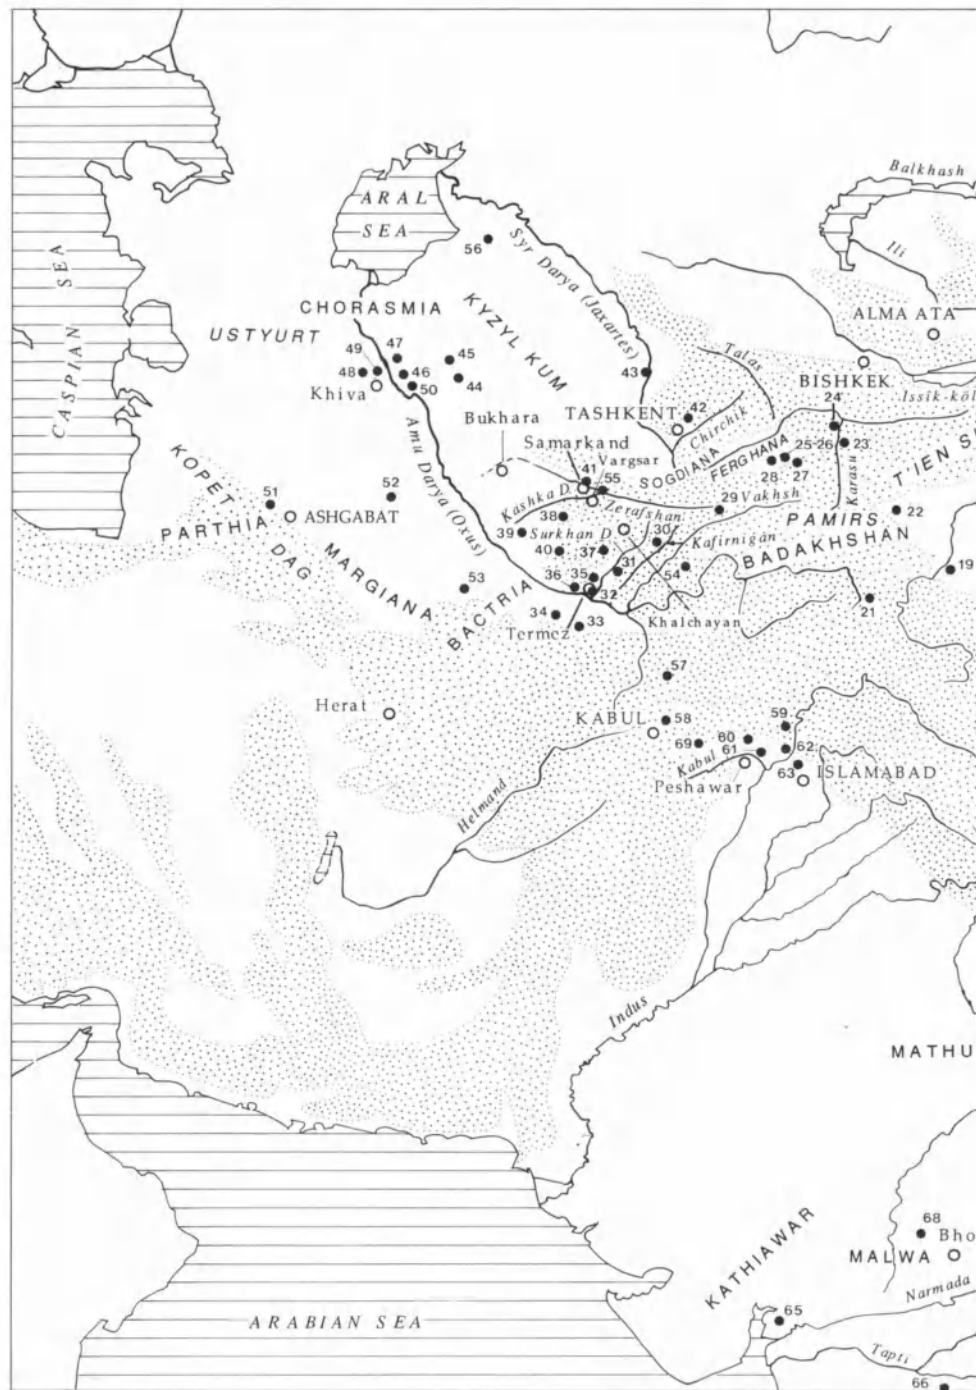 Balkhash
ARAL
SEA
56
Syr Darya (Jaxartes)
Ili
CASPIAN SEA
CHORASMIA
KYZYL KUM
ALMA ATA
USTYURT
49
47
45
48
46
44
50
Khiva
43
Talas
BISHKEK
24
Issik-köl
Bukhara
TASHKENT
42
Chirchik
Samarkand
Vargsar
41
55
SOGDIANA
FERGHANA
25-26
23
28
27
Karasu
T'IEN S
KOPET DAG
51
52
Amu Darya (Oxus)
Kashka D.
Zerafshan
29
Vakhsh
22
PARTHIA
ASHGABAT
38
39
Surkhan D.
30
PAMIRS
Kafirnigan
BADAKHSHAN
40
37
MARGIANA
53
36
35
31
54
19
BACTRIA
32
21
34
33
Termez
Khalchayan
57
Herat
KABUL
58
59
69
60
62
Kabul
61
63
ISLAMABAD
Peshawar
Helmand
Indus
MATHU
68
Bho
MALWA
KATHIAWAR
Narmada
65
ARABIAN SEA
Tapti
66